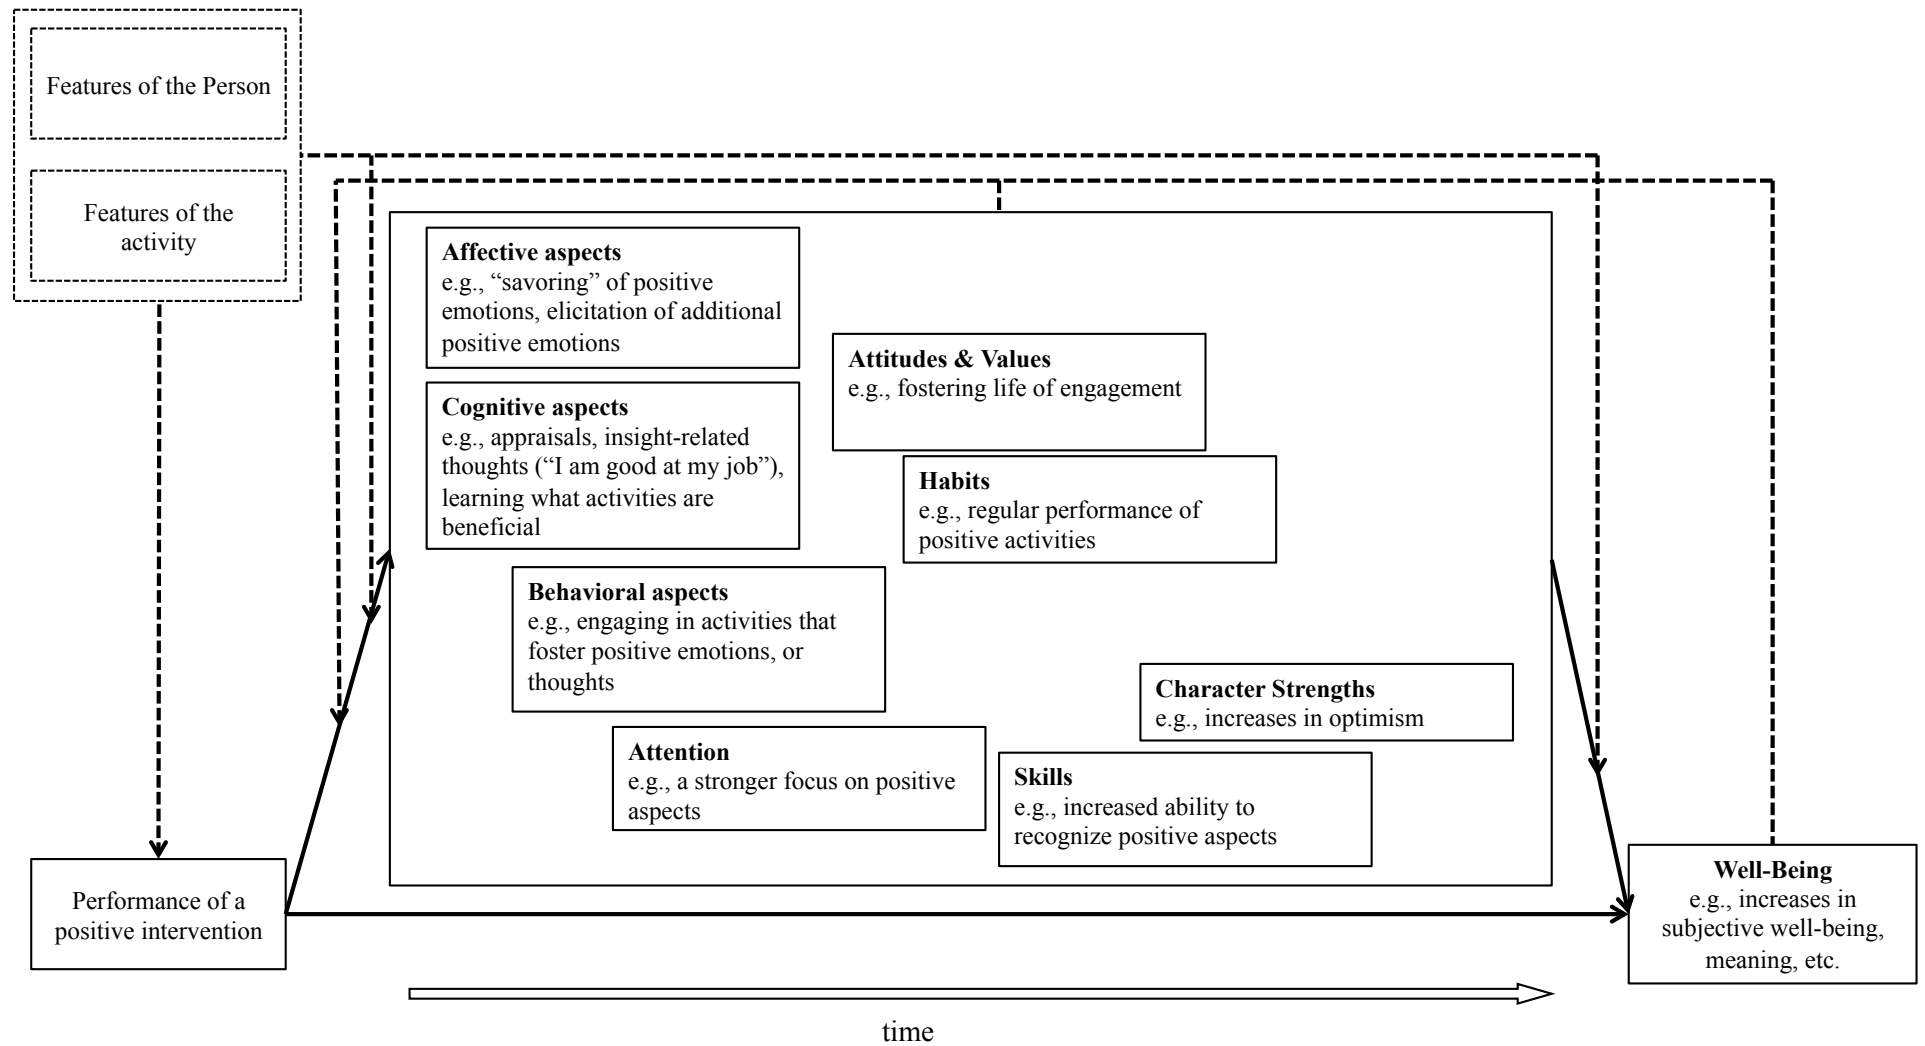 Features of the Person
Features of the
activity
Affective aspects
e.g., “savoring” of positive
emotions, elicitation of additional
positive emotions
Cognitive aspects
e.g., appraisals, insight-related
thoughts (“I am good at my job”),
learning what activities are
beneficial
Behavioral aspects
e.g., engaging in activities that
foster positive emotions, or
thoughts
Attention
e.g., a stronger focus on positive
aspects
Attitudes & Values
e.g., fostering life of engagement
Habits
e.g., regular performance of
positive activities
Character Strengths
e.g., increases in optimism
Skills
e.g., increased ability to
recognize positive aspects
Performance of a
positive intervention
Well-Being
e.g., increases in
subjective well-being,
meaning, etc.
time